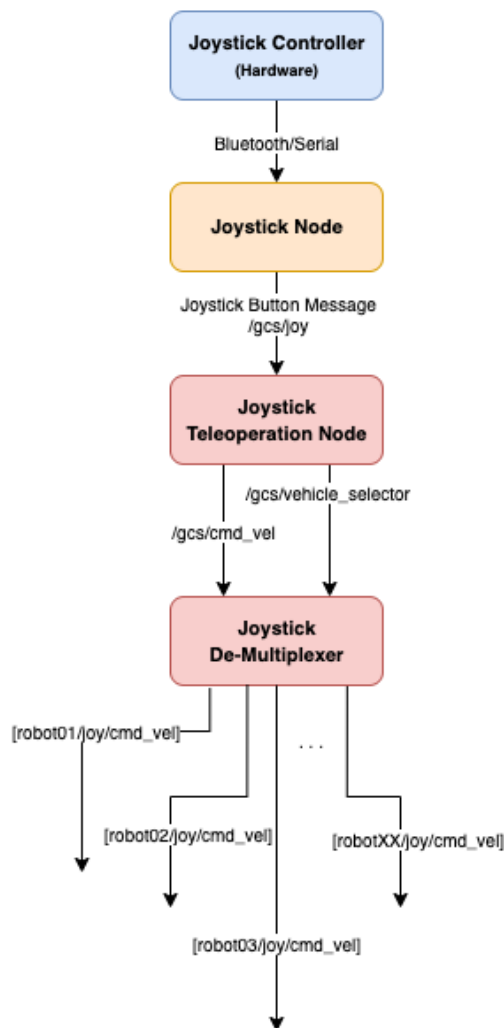 Joystick Controller
(Hardware)
Bluetooth/Serial
Joystick Node
Joystick Button Message
/gcs/joy
Joystick
Teleoperation Node
/gcs/vehicle_selector
/gcs/cmd_vel
Joystick
De-Multiplexer
[robot01/joy/cmd_vel]
. . .
[robot02/joy/cmd_vel]
[robotXX/joy/cmd_vel]
[robot03/joy/cmd_vel]